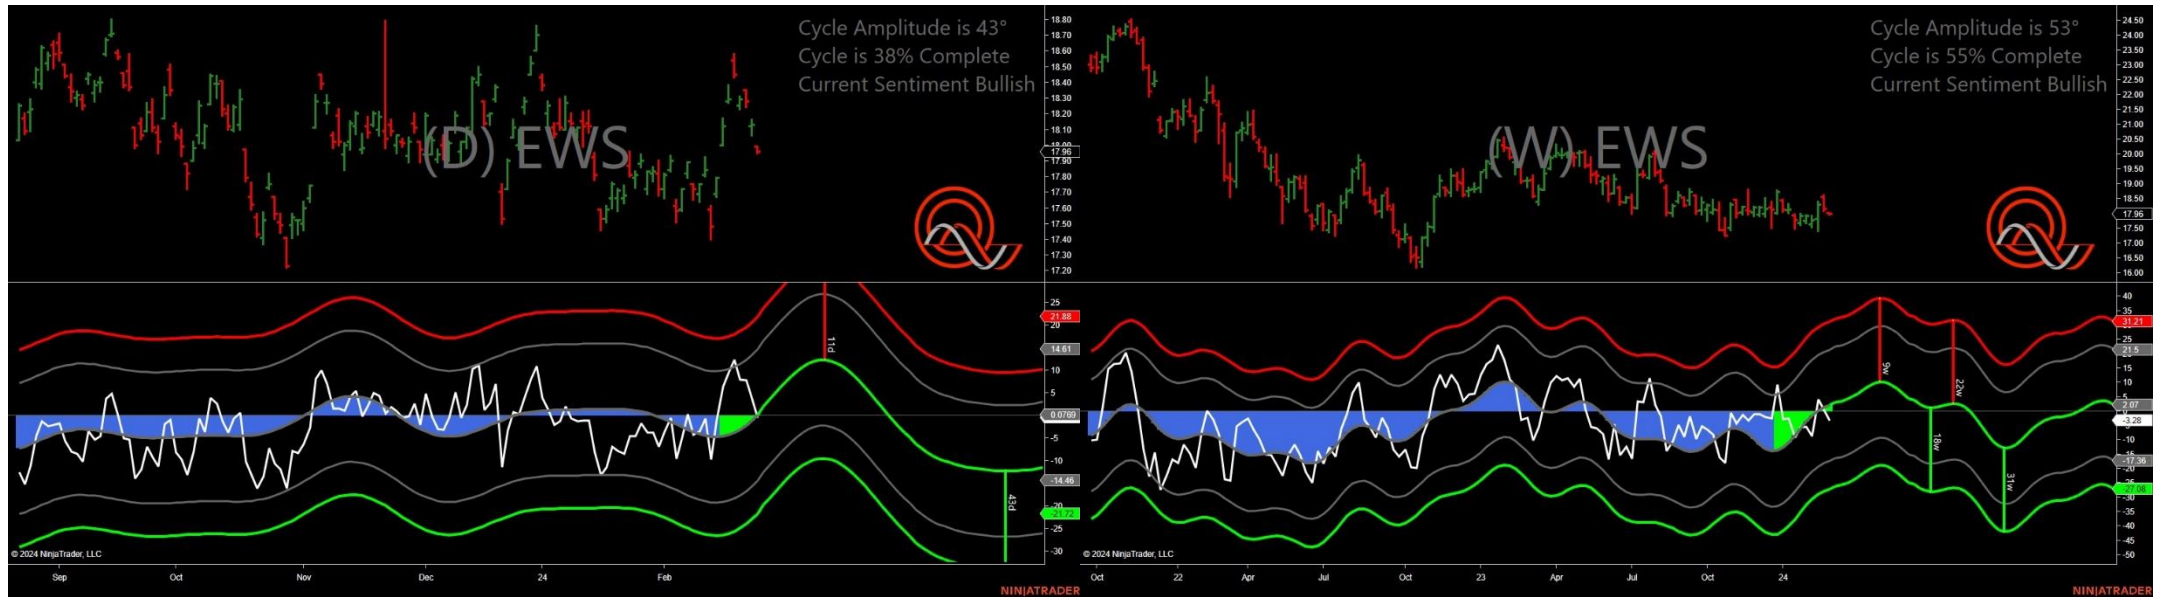 Cycle Amplitude is 43°
Cycle is 38% Complete
Current Sentiment Bullish
(D) EWS
18.80
18.70
18.60
18.50
18.40
18.30
18.20
18.10
18.00
17.96
17.90
17.80
17.70
17.60
17.50
17.40
17.30
17.20
25
21.88
20
14.61
10
5
0.0769
-5
-10
-14.46
-20
-21.72
-25
-30
11d
43d
© 2024 NinjaTrader, LLC
Sep
Oct
Nov
Dec
24
Feb
NINJATRADER
Cycle Amplitude is 53°
Cycle is 55% Complete
Current Sentiment Bullish
(W) EWS
24.50
24.00
23.50
23.00
22.50
22.00
21.50
21.00
20.50
20.00
19.50
19.00
18.50
17.96
17.50
17.00
16.50
16.00
40
35
31.21
25
21.5
15
10
5
2.07
-3.28
-10
-17.36
-20
-27.08
-30
-35
-40
-45
-50
9w
22w
18w
31w
© 2024 NinjaTrader, LLC
Oct
22
Apr
Jul
Oct
23
Apr
Jul
Oct
24
NINJATRADER